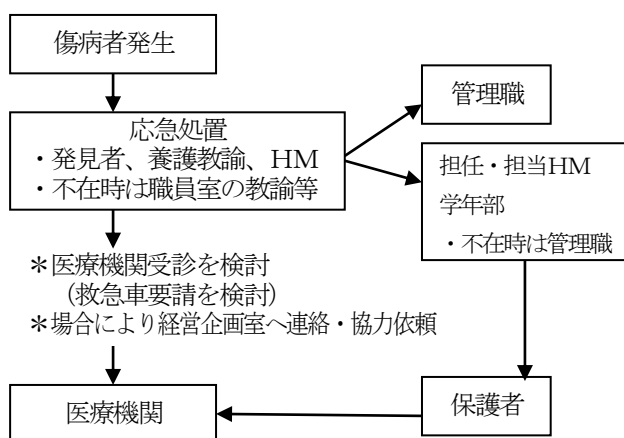 傷病者発生
応急処置
・発見者、養護教諭、HM
・不在時は職員室の教諭等
管理職
担任・担当HM
学年部
・不在時は管理職
＊医療機関受診を検討
（救急車要請を検討）
＊場合により経営企画室へ連絡・協力依頼
医療機関
保護者